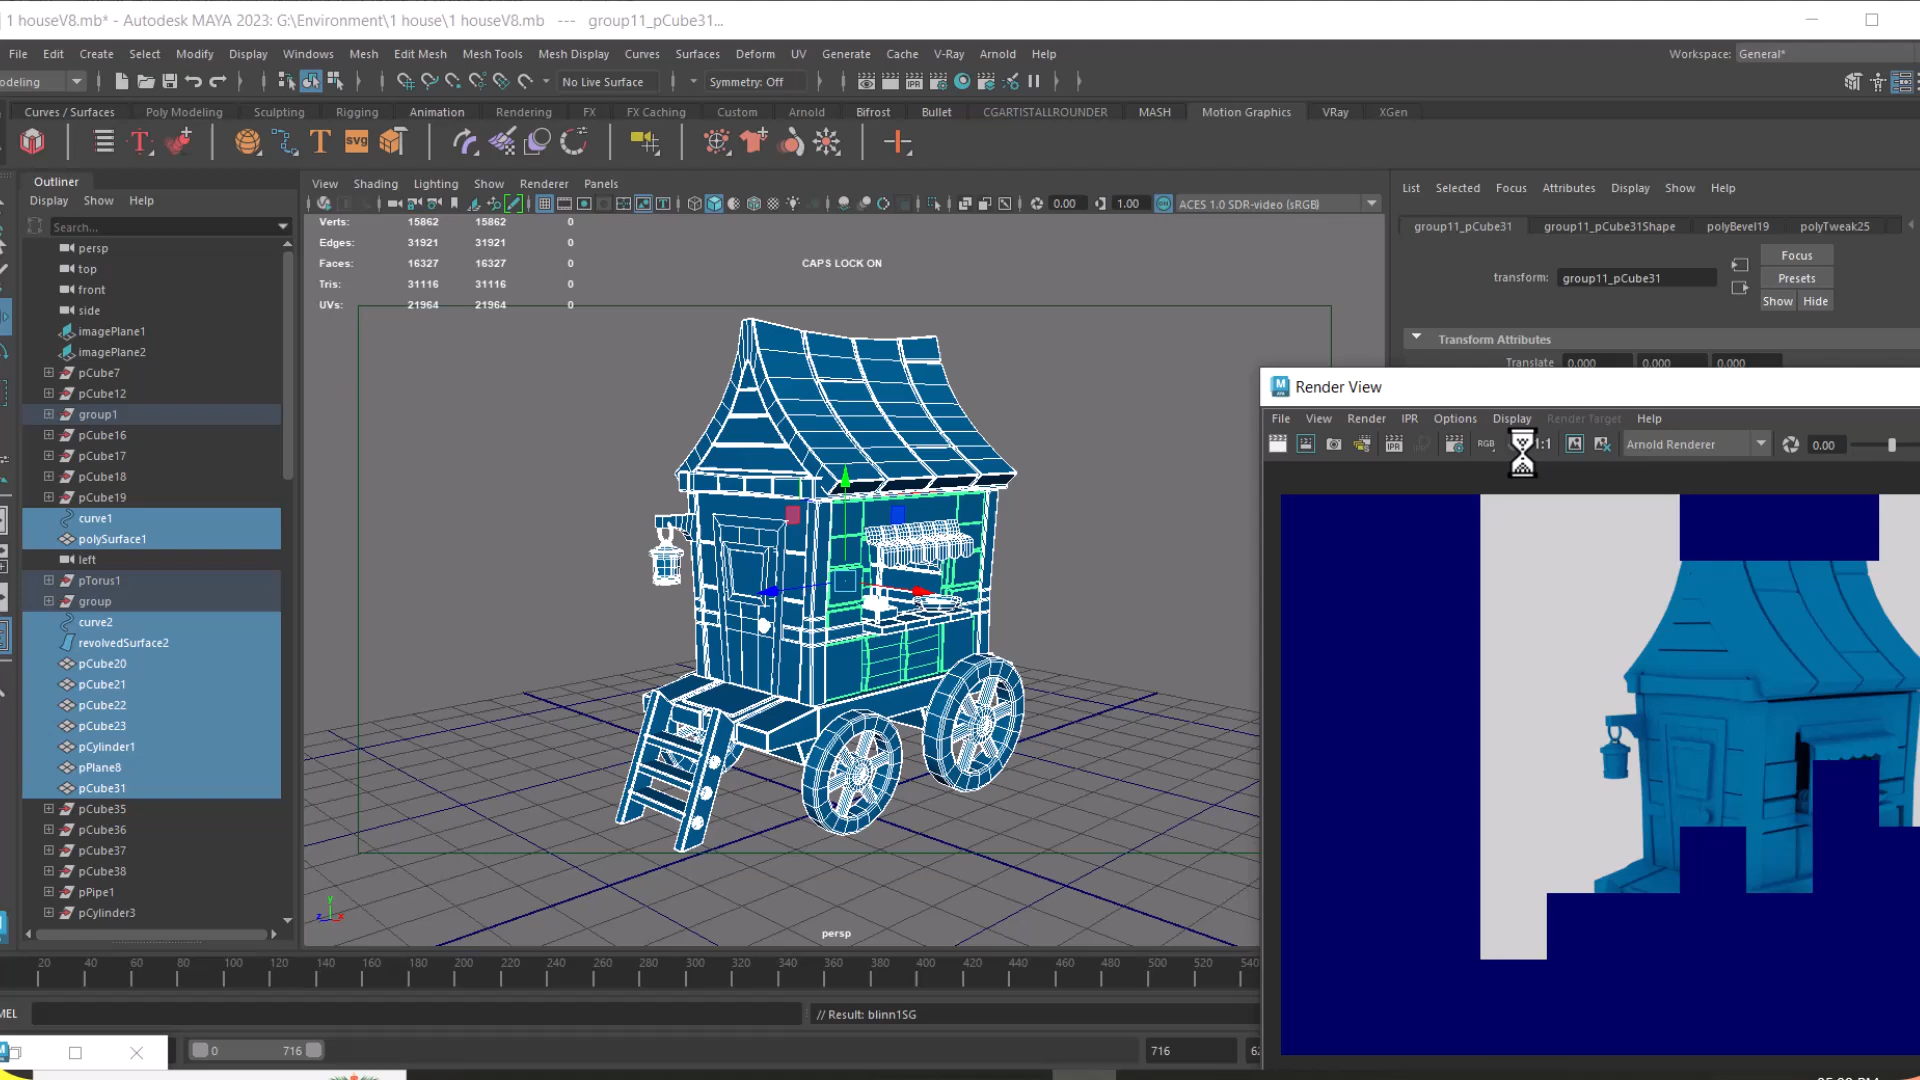 1 houseV8.mb* - Autodesk MAYA 2023: G:\Environment\1 house\1 houseV8.mb --- group11_pCube31...
File Edit Create Select Modify Display Windows Mesh Edit Mesh Mesh Tools Mesh Display Curves Surfaces Deform UV Generate Cache V-Ray Arnold Help
Workspace: General*
odeling No Live Surface Symmetry: Off
Curves / Surfaces Poly Modeling Sculpting Rigging Animation Rendering FX FX Caching Custom Arnold Bifrost Bullet CGARTISTALLROUNDER MASH Motion Graphics VRay XGen
Outliner
Display Show Help
Search...
persp
top
front
side
imagePlane1
imagePlane2
pCube7
pCube12
group1
pCube16
pCube17
pCube18
pCube19
curve1
polySurface1
left
pTorus1
group
curve2
revolvedSurface2
pCube20
pCube21
pCube22
pCube23
pCylinder1
pPlane8
pCube31
pCube35
pCube36
pCube37
pCube38
pPipe1
pCylinder3
View Shading Lighting Show Renderer Panels
0.00 1.00 ACES 1.0 SDR-video (sRGB)
Verts: 15862 15862 0
Edges: 31921 31921 0
Faces: 16327 16327 0
Tris: 31116 31116 0
UVs: 21964 21964 0
CAPS LOCK ON
persp
List Selected Focus Attributes Display Show Help
group11_pCube31 group11_pCube31Shape polyBevel19 polyTweak25
transform: group11_pCube31
Focus
Presets
Show Hide
Transform Attributes
Translate 0.000 0.000 0.000
Render View
File View Render IPR Options Display Render Target Help
IPR RGB 1:1 Arnold Renderer 0.00
20 40 60 80 100 120 140 160 180 200 220 240 260 280 300 320 340 360 380 400 420 440 460 480 500 520 540
MEL
// Result: blinn1SG
0 716 716